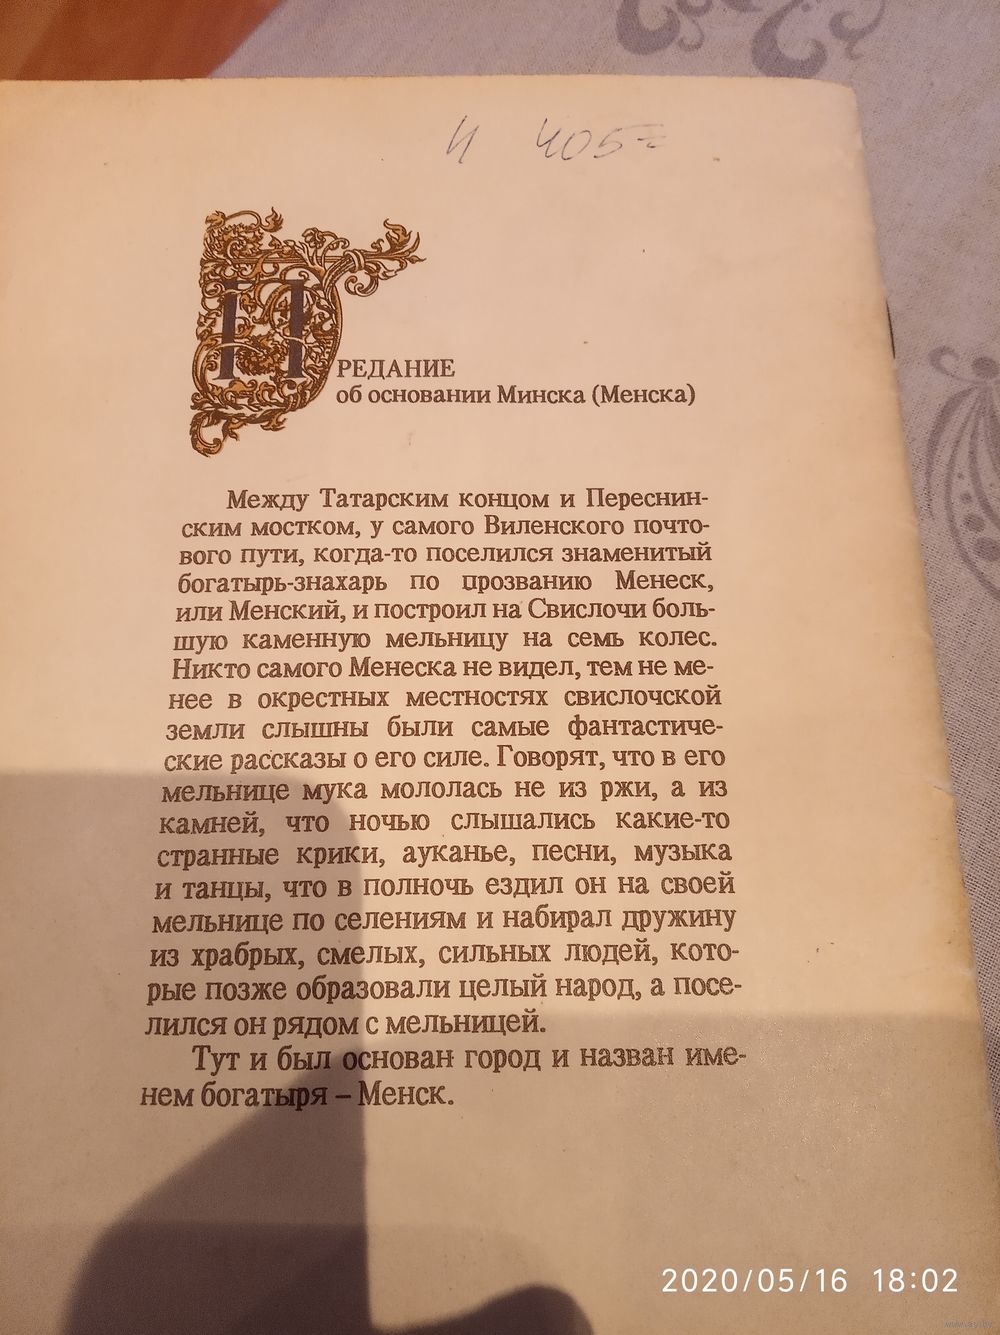 И 405=
ПРЕДАНИЕ
об основании Минска (Менска)
Между Татарским концом и Переснин-
ским мостком, у самого Виленского почто-
вого пути, когда-то поселился знаменитый
богатырь-знахарь по прозванию Менеск,
или Менский, и построил на Свислочи боль-
шую каменную мельницу на семь колес.
Никто самого Менеска не видел, тем не ме-
нее в окрестных местностях свислочской
земли слышны были самые фантастиче-
ские рассказы о его силе. Говорят, что в его
мельнице мука мололась не из ржи, а из
камней, что ночью слышались какие-то
странные крики, ауканье, песни, музыка
и танцы, что в полночь ездил он на своей
мельнице по селениям и набирал дружину
из храбрых, смелых, сильных людей, кото-
рые позже образовали целый народ, а посе-
лился он рядом с мельницей.
Тут и был основан город и назван име-
нем богатыря – Менск.
2020/05/16 18:02